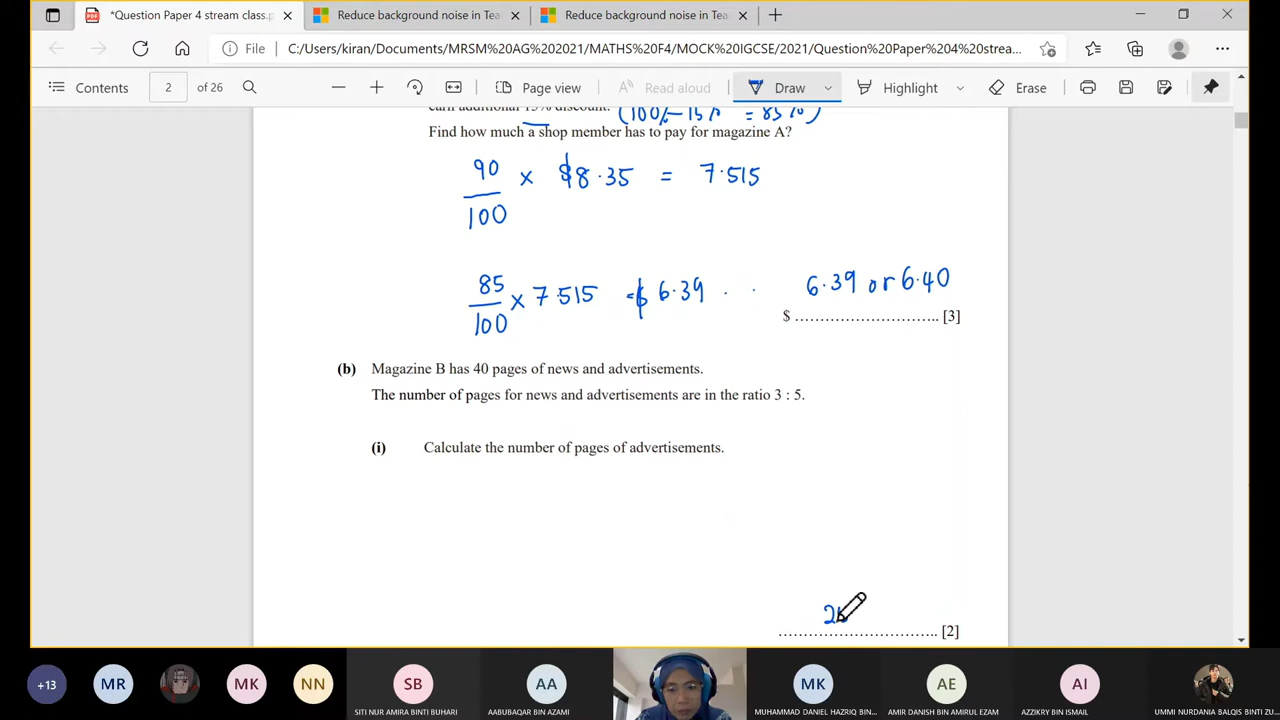 *Question Paper 4 stream class.p
Reduce background noise in Tea
Reduce background noise in Tea
File
C:/Users/kiran/Documents/MRSM%20AG%202021/MATHS%20F4/MOCK%20IGCSE/2021/Question%20Paper%204%20strea...
Contents
2
of 26
Page view
Read aloud
Draw
Highlight
Erase
earn additional 15% discount. (100% - 15% = 85%)
Find how much a shop member has to pay for magazine A?
90/100 × $8.35 = 7.515
85/100 × 7.515 = $6.39 . .
6.39 or 6.40
$ ……………………….. [3]
(b) Magazine B has 40 pages of news and advertisements.
The number of pages for news and advertisements are in the ratio 3 : 5.
(i) Calculate the number of pages of advertisements.
………………………….. [2]
+13
MR
MK
NN
SB
SITI NUR AMIRA BINTI BUHARI
AA
AABUBAQAR BIN AZAMI
MK
MUHAMMAD DANIEL HAZRIQ BIN...
AE
AMIR DANISH BIN AMIRUL EZAM
AI
AZZIKRY BIN ISMAIL
UMMI NURDANIA BALQIS BINTI ZU...